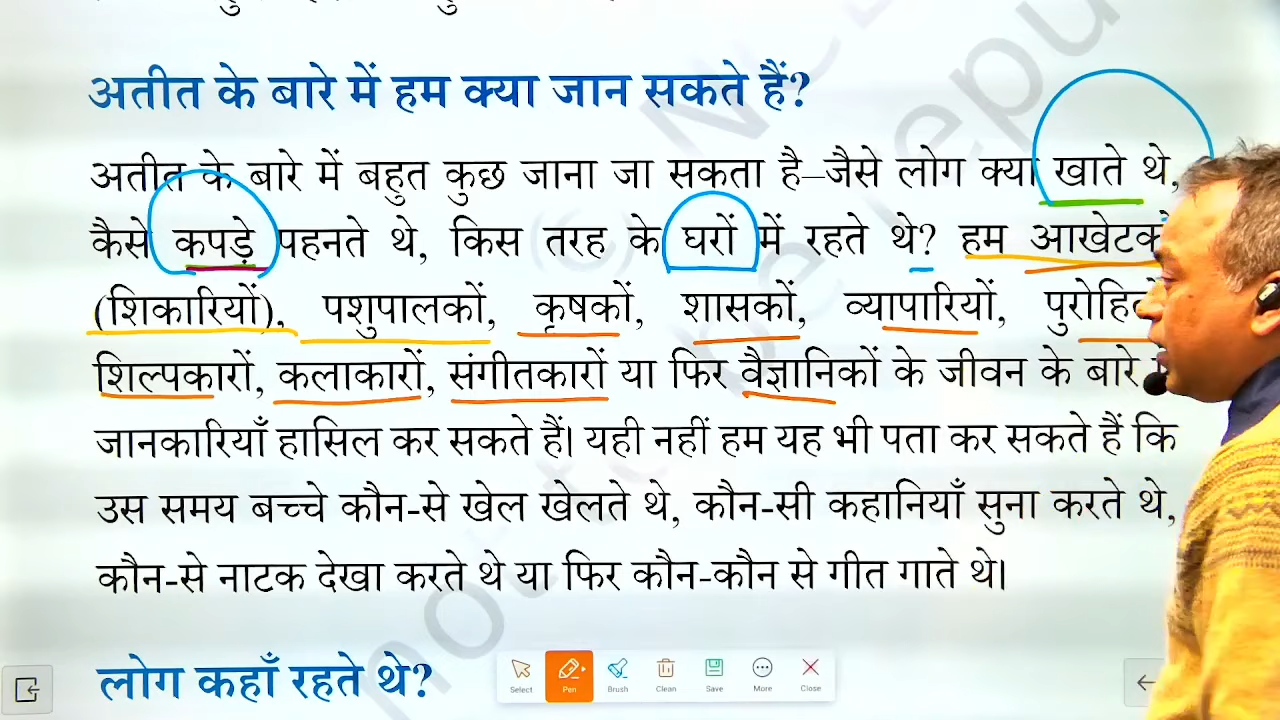 अतीत के बारे में हम क्या जान सकते हैं?
अतीत के बारे में बहुत कुछ जाना जा सकता है–जैसे लोग क्या खाते थे,
कैसे कपड़े पहनते थे, किस तरह के घरों में रहते थे? हम
(शिकारियों), पशुपालकों, कृषकों, शासकों, व्यापारियों,
शिल्पकारों, कलाकारों, संगीतकारों या फिर वैज्ञानिकों के जीवन के बारे
जानकारियाँ हासिल कर सकते हैं। यही नहीं हम यह भी पता कर सकते हैं कि
उस समय बच्चे कौन-से खेल खेलते थे, कौन-सी कहानियाँ सुना करते थे,
कौन-से नाटक देखा करते थे या फिर कौन-कौन से गीत गाते थे।
लोग कहाँ रहते थे?
Select Pen Brush Clean Save More Close